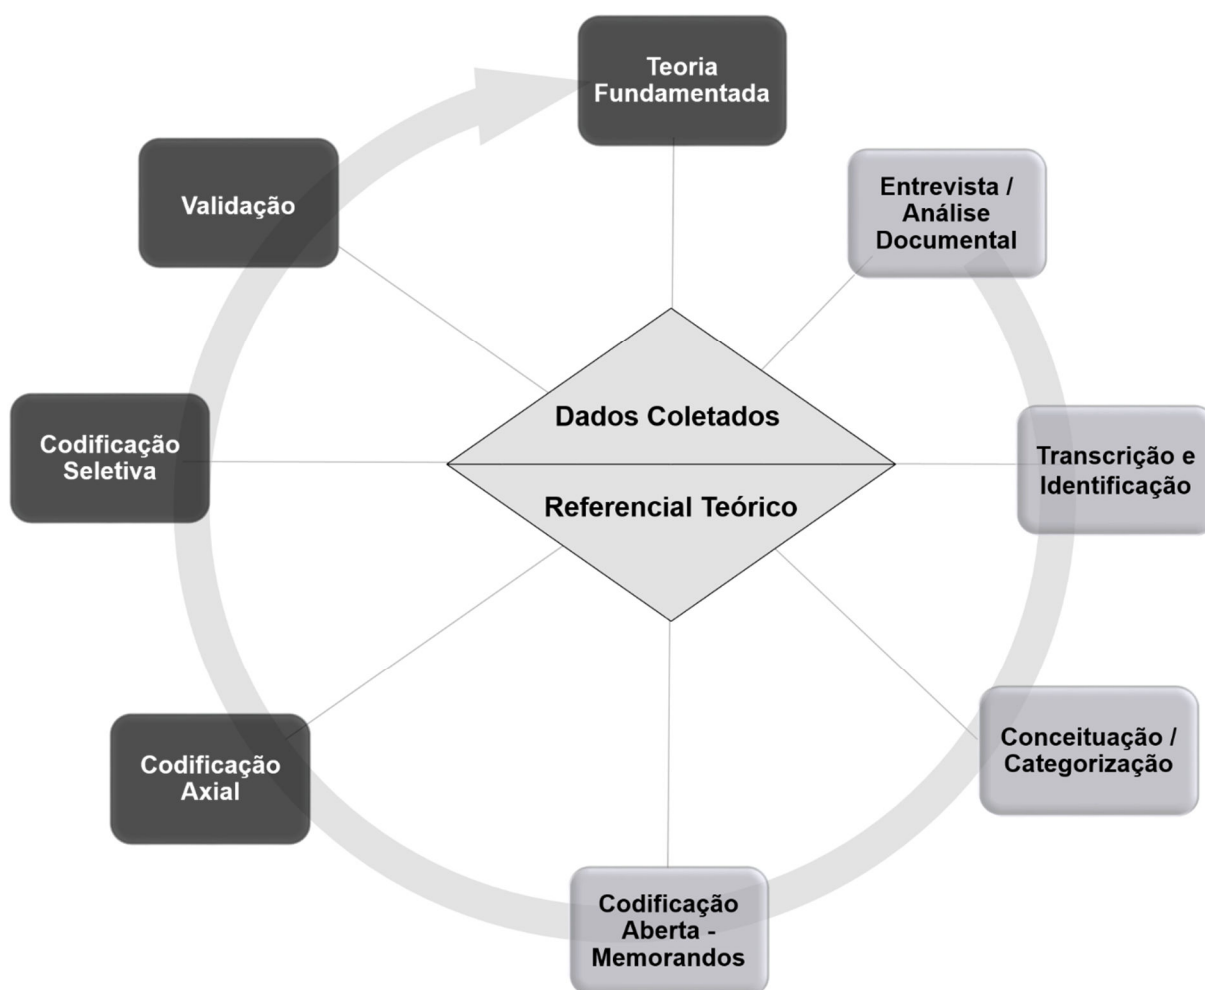 Teoria
Fundamentada
Entrevista /
Análise
Documental
Transcrição e
Identificação
Conceituação /
Categorização
Codificação
Aberta -
Memorandos
Codificação
Axial
Codificação
Seletiva
Validação
Dados Coletados
Referencial Teórico